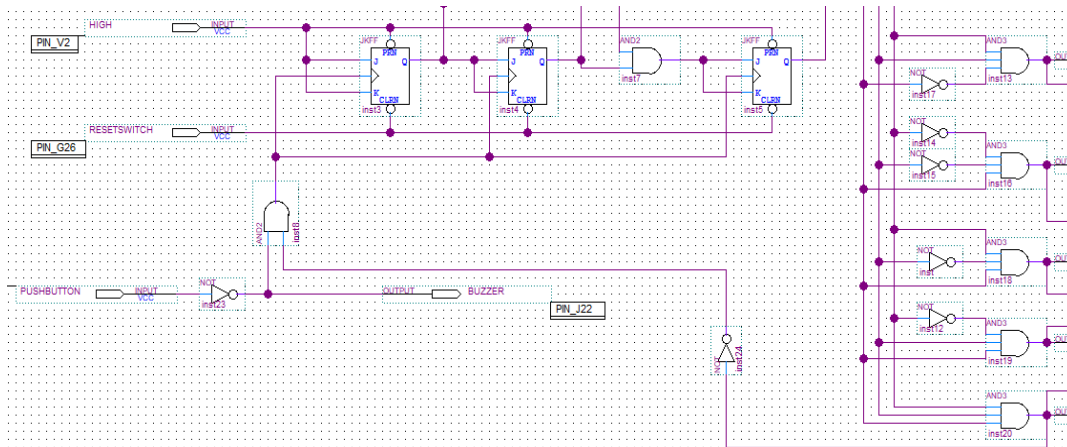 HIGH
INPUT
VCC
PIN_V2
JKFF
PRN
J
Q
K
CLRN
inst3
JKFF
PRN
J
Q
K
CLRN
inst4
AND2
inst7
JKFF
PRN
J
Q
K
CLRN
inst5
RESETSWITCH
INPUT
VCC
PIN_G26
AND2
inst8
PUSHBUTTON
INPUT
VCC
NOT
inst23
OUTPUT
BUZZER
PIN_J22
NOT
inst24
AND3
inst13
NOT
inst17
NOT
inst14
NOT
inst15
AND3
inst16
NOT
inst
AND3
inst18
NOT
inst12
AND3
inst19
AND3
inst20